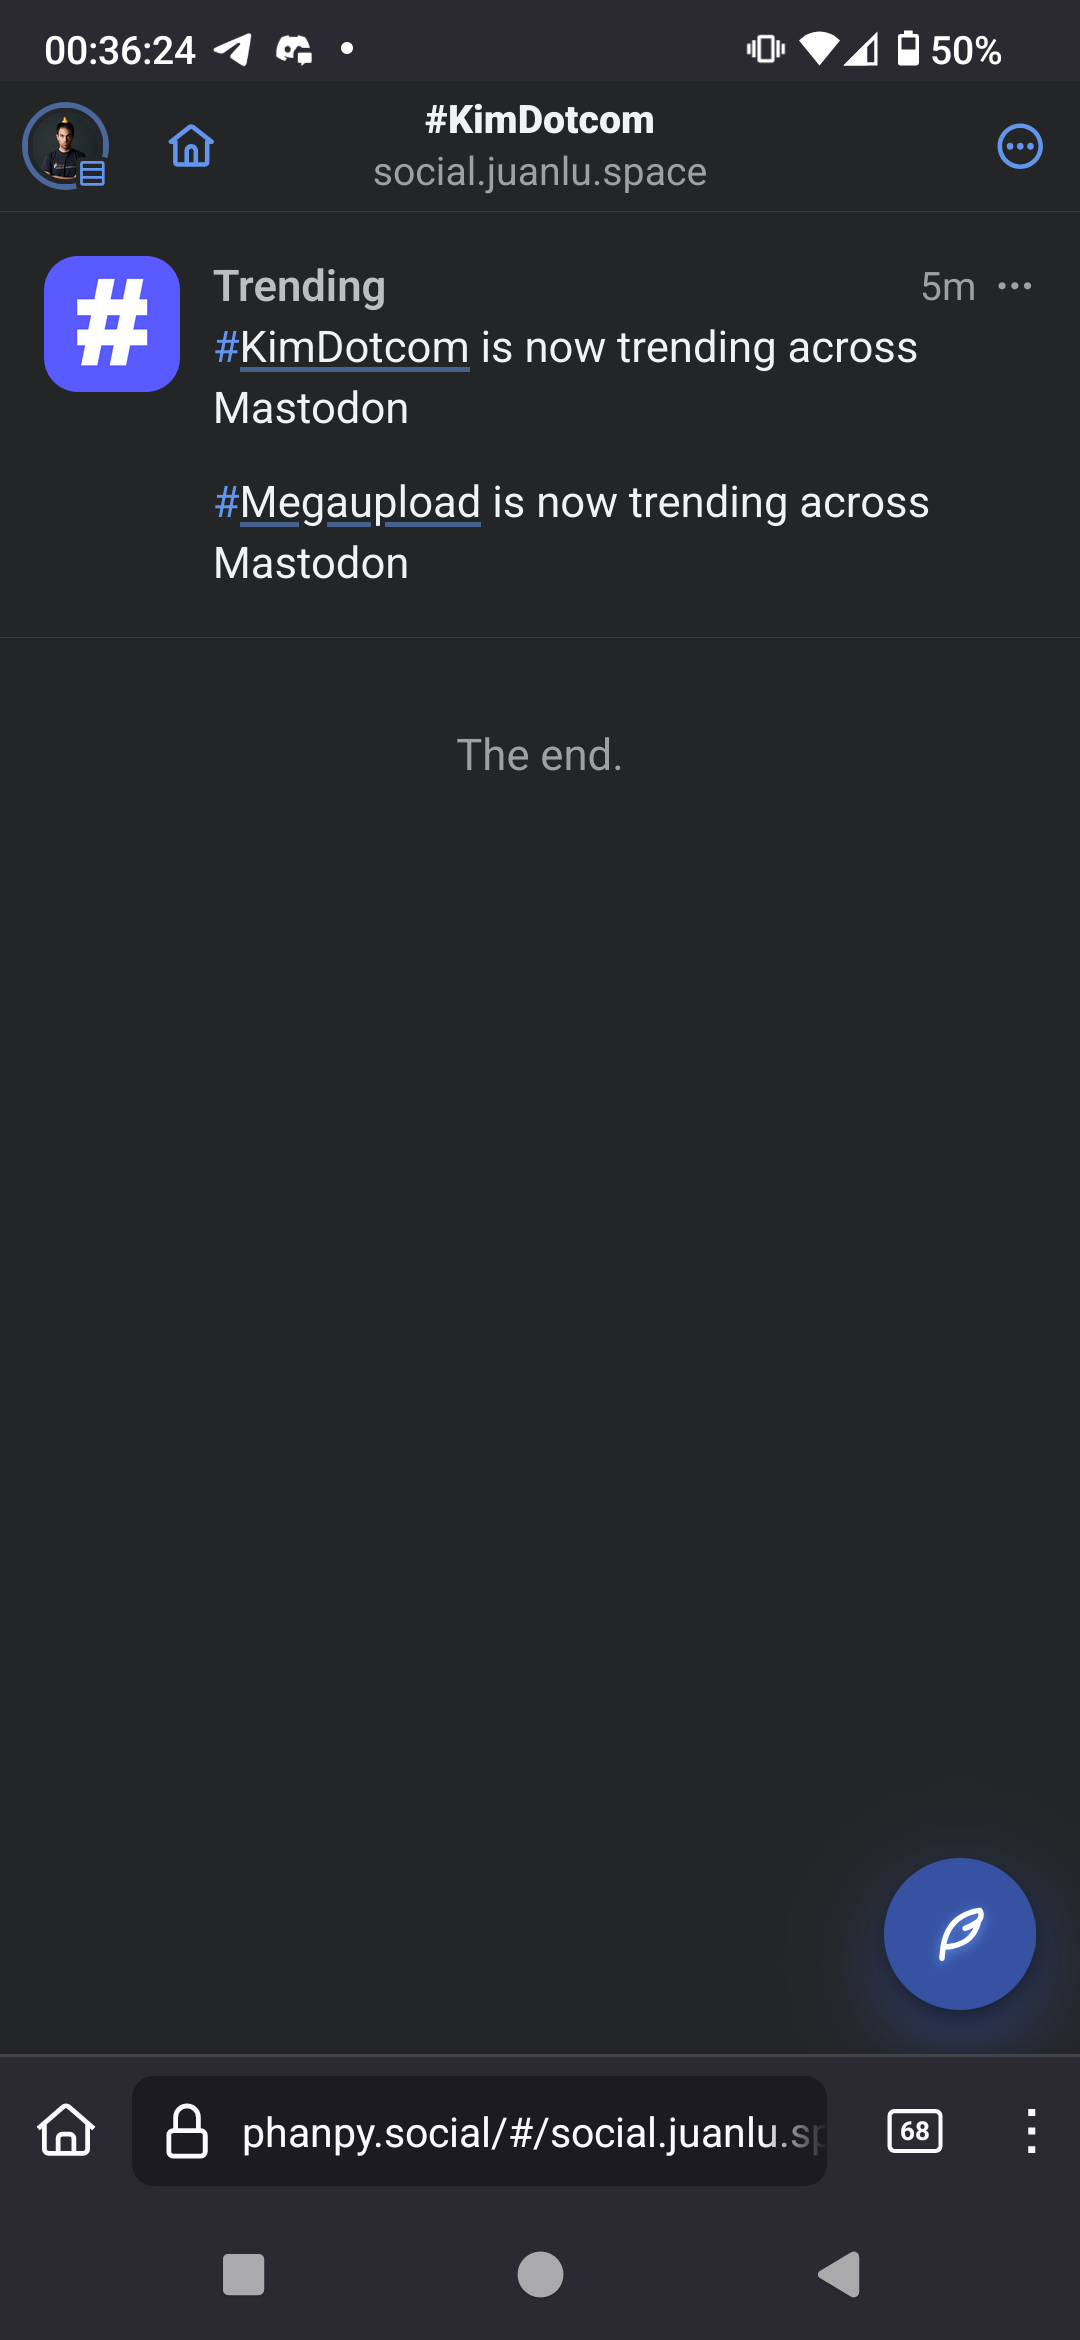 00:36:24
50%
#KimDotcom
social.juanlu.space
Trending
5m
#KimDotcom is now trending across
Mastodon
#Megaupload is now trending across
Mastodon
The end.
phanpy.social/#/social.juanlu.sp
68